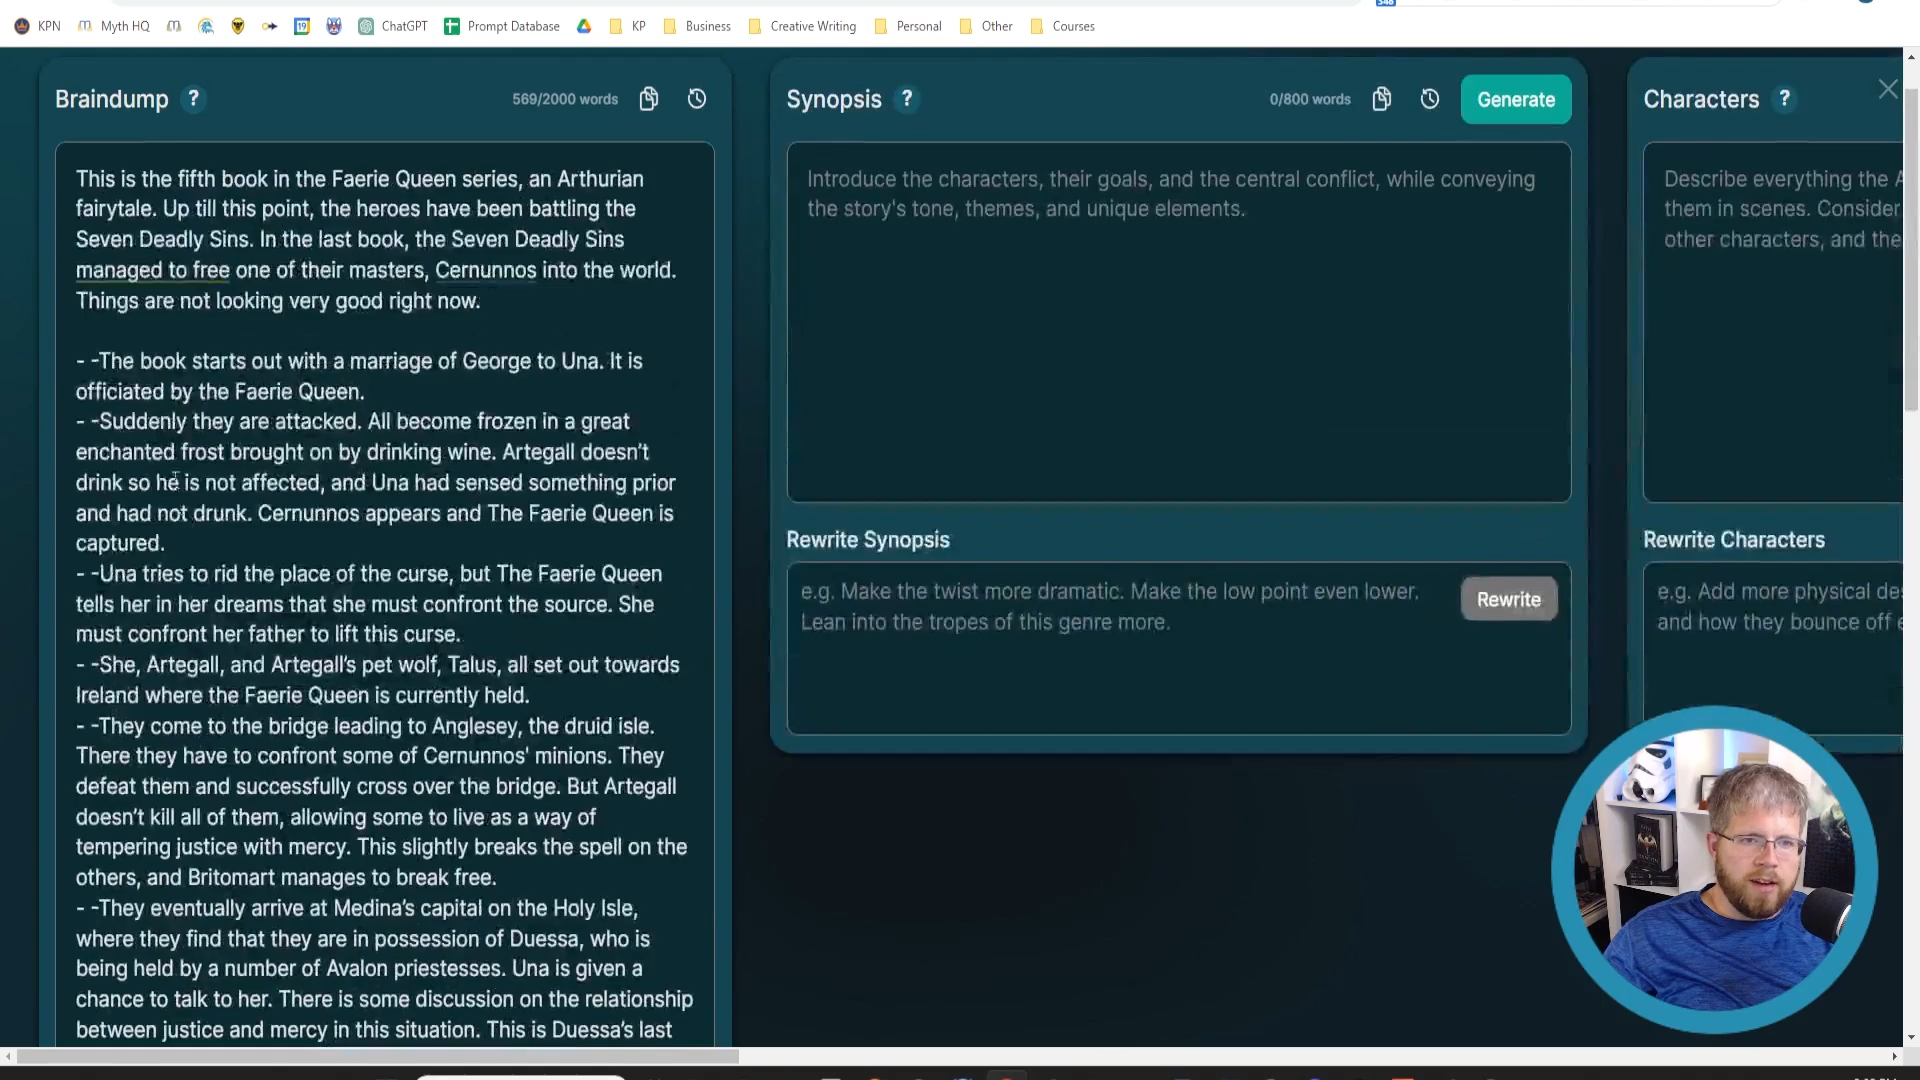 KPN Myth HQ ChatGPT Prompt Database KP Business Creative Writing Personal Other Courses
Braindump ? 569/2000 words
This is the fifth book in the Faerie Queen series, an Arthurian
fairytale. Up till this point, the heroes have been battling the
Seven Deadly Sins. In the last book, the Seven Deadly Sins
managed to free one of their masters, Cernunnos into the world.
Things are not looking very good right now.
- -The book starts out with a marriage of George to Una. It is
officiated by the Faerie Queen.
- -Suddenly they are attacked. All become frozen in a great
enchanted frost brought on by drinking wine. Artegall doesn’t
drink so he is not affected, and Una had sensed something prior
and had not drunk. Cernunnos appears and The Faerie Queen is
captured.
- -Una tries to rid the place of the curse, but The Faerie Queen
tells her in her dreams that she must confront the source. She
must confront her father to lift this curse.
- -She, Artegall, and Artegall’s pet wolf, Talus, all set out towards
Ireland where the Faerie Queen is currently held.
- -They come to the bridge leading to Anglesey, the druid isle.
There they have to confront some of Cernunnos' minions. They
defeat them and successfully cross over the bridge. But Artegall
doesn’t kill all of them, allowing some to live as a way of
tempering justice with mercy. This slightly breaks the spell on the
others, and Britomart manages to break free.
- -They eventually arrive at Medina’s capital on the Holy Isle,
where they find that they are in possession of Duessa, who is
being held by a number of Avalon priestesses. Una is given a
chance to talk to her. There is some discussion on the relationship
between justice and mercy in this situation. This is Duessa’s last
Synopsis ? 0/800 words Generate
Introduce the characters, their goals, and the central conflict, while conveying
the story's tone, themes, and unique elements.
Rewrite Synopsis
e.g. Make the twist more dramatic. Make the low point even lower.
Lean into the tropes of this genre more.
Rewrite
Characters ?
Describe everything the A
them in scenes. Consider
other characters, and the
Rewrite Characters
e.g. Add more physical des
and how they bounce off e